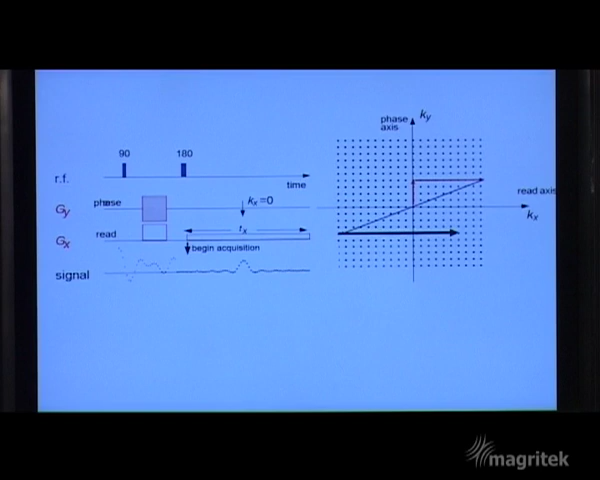 90
180
r.f.
time
Gy
phase
kx=0
Gx
read
tx
begin acquisition
signal
phase
axis
ky
read axis
kx
magritek